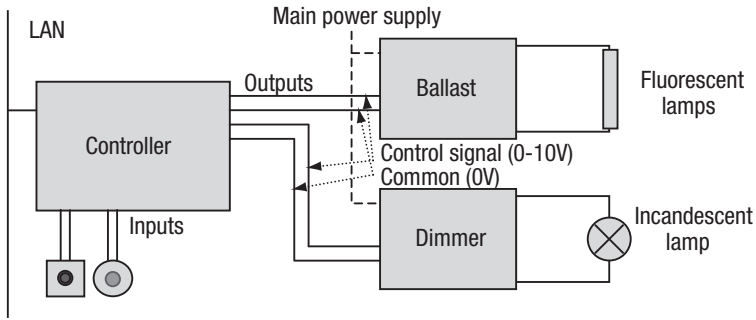 LAN
Main power supply
Outputs
Ballast
Fluorescent
lamps
Controller
Control signal (0-10V)
Common (0V)
Inputs
Dimmer
Incandescent
lamp